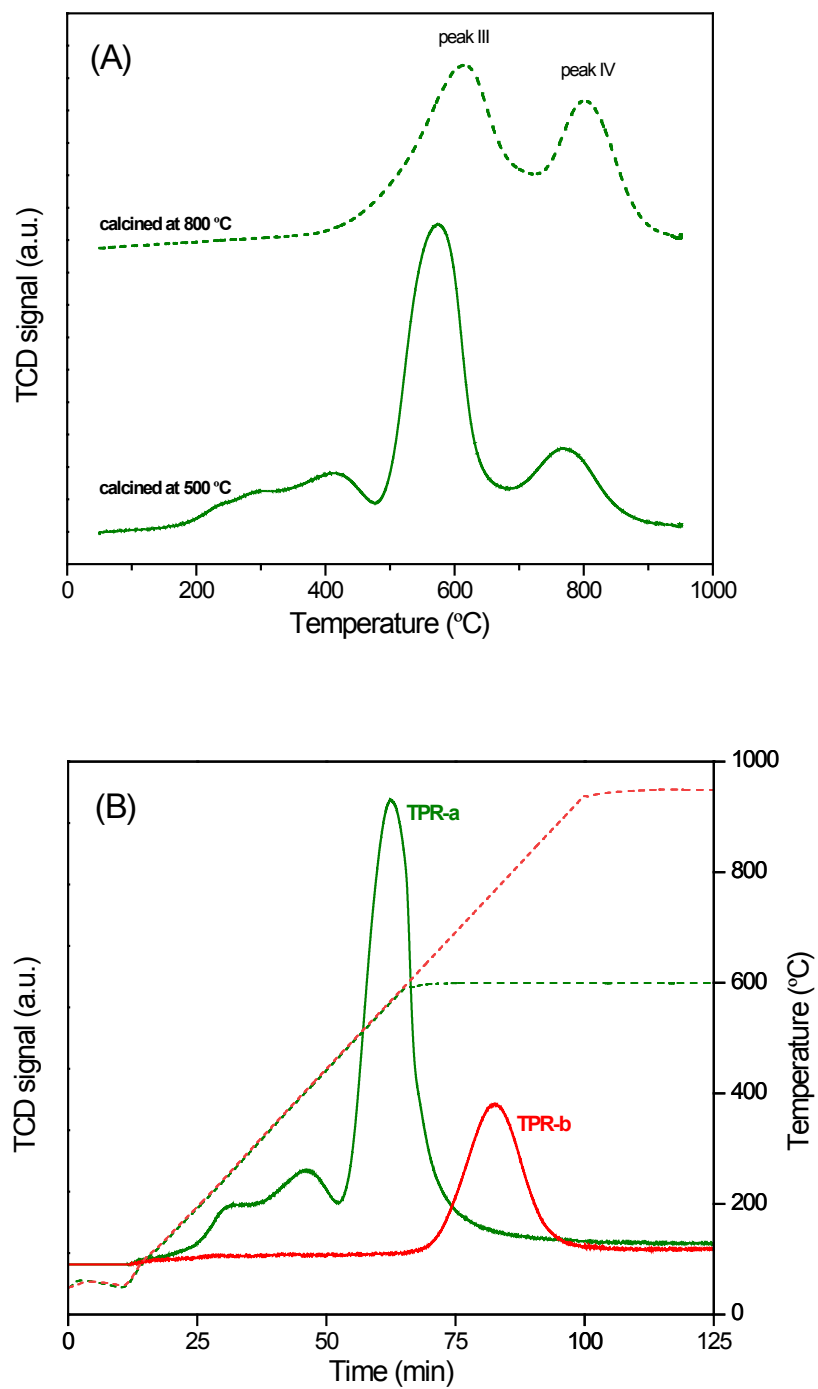 (A)
peak III
peak IV
calcined at 800 ºC
calcined at 500 ºC
TCD signal (a.u.)
0 200 400 600 800 1000
Temperature (ºC)
(B)
TPR-a
TPR-b
TCD signal (a.u.)
1000
800
600
400
200
0
Temperature (ºC)
0 25 50 75 100 125
Time (min)